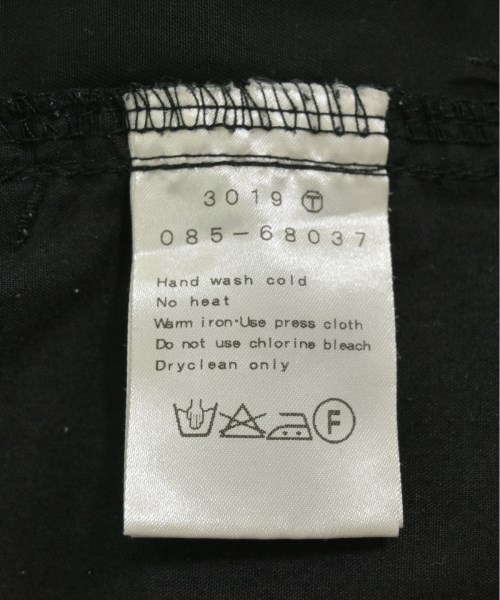 3019 Ⓣ
085-68037
Hand wash cold
No heat
Warm iron·Use press cloth
Do not use chlorine bleach
Dryclean only
Ⓕ